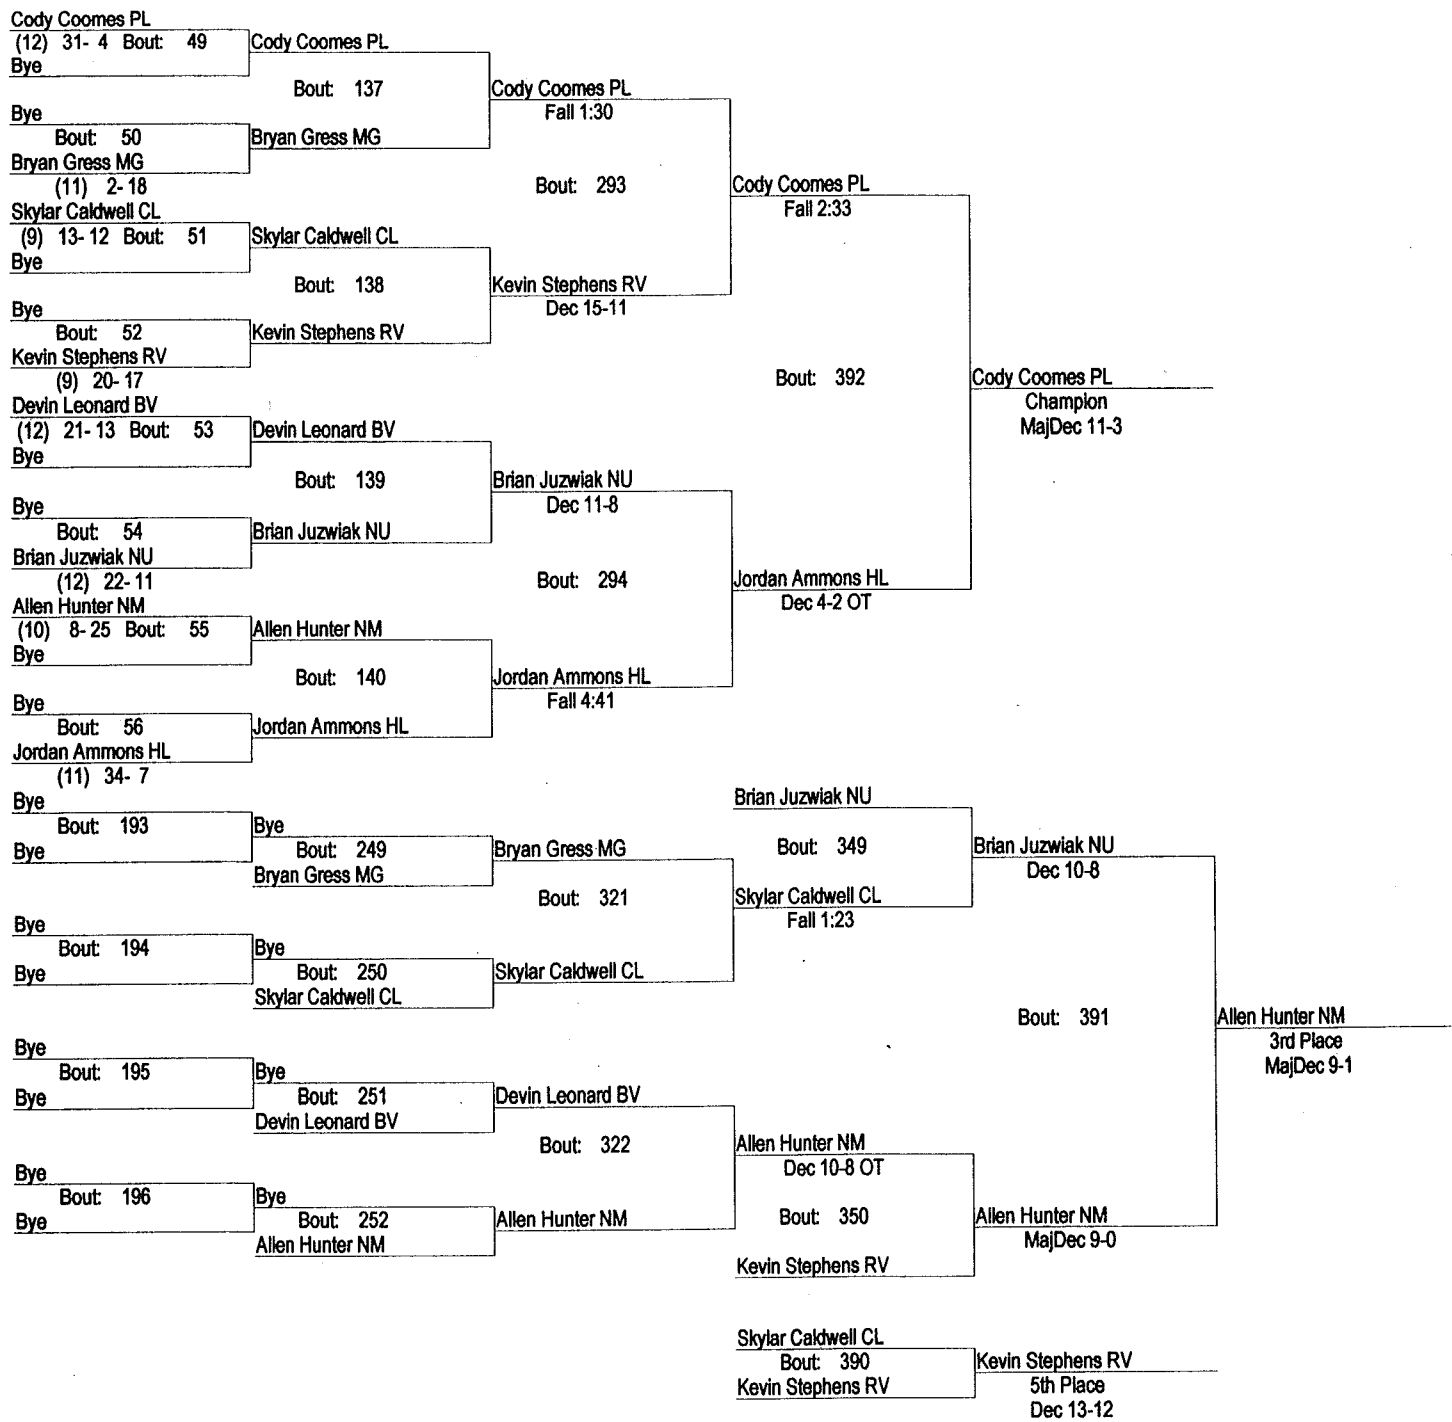 Cody Coomes PL
(12) 31- 4 Bout: 49
Bye
Cody Coomes PL
Bout: 137
Bye
Bout: 50
Bryan Gress MG
(11) 2- 18
Bryan Gress MG
Cody Coomes PL
Fall 1:30
Bout: 293
Skylar Caldwell CL
(9) 13- 12 Bout: 51
Bye
Skylar Caldwell CL
Bout: 138
Bye
Bout: 52
Kevin Stephens RV
(9) 20- 17
Kevin Stephens RV
Kevin Stephens RV
Dec 15-11
Cody Coomes PL
Fall 2:33
Bout: 392
Devin Leonard BV
(12) 21- 13 Bout: 53
Bye
Devin Leonard BV
Bout: 139
Bye
Bout: 54
Brian Juzwiak NU
(12) 22- 11
Brian Juzwiak NU
Brian Juzwiak NU
Dec 11-8
Bout: 294
Allen Hunter NM
(10) 8- 25 Bout: 55
Bye
Allen Hunter NM
Bout: 140
Bye
Bout: 56
Jordan Ammons HL
(11) 34- 7
Jordan Ammons HL
Jordan Ammons HL
Fall 4:41
Jordan Ammons HL
Dec 4-2 OT
Cody Coomes PL
Champion
MajDec 11-3
Bye
Bout: 193
Bye
Bye
Bout: 249
Bryan Gress MG
Bryan Gress MG
Bout: 321
Bye
Bout: 194
Bye
Bye
Bout: 250
Skylar Caldwell CL
Skylar Caldwell CL
Brian Juzwiak NU
Bout: 349
Skylar Caldwell CL
Fall 1:23
Brian Juzwiak NU
Dec 10-8
Bout: 391
Bye
Bout: 195
Bye
Bye
Bout: 251
Devin Leonard BV
Devin Leonard BV
Bout: 322
Bye
Bout: 196
Bye
Bye
Bout: 252
Allen Hunter NM
Allen Hunter NM
Allen Hunter NM
Dec 10-8 OT
Bout: 350
Kevin Stephens RV
Allen Hunter NM
MajDec 9-0
Allen Hunter NM
3rd Place
MajDec 9-1
Skylar Caldwell CL
Bout: 390
Kevin Stephens RV
Kevin Stephens RV
5th Place
Dec 13-12